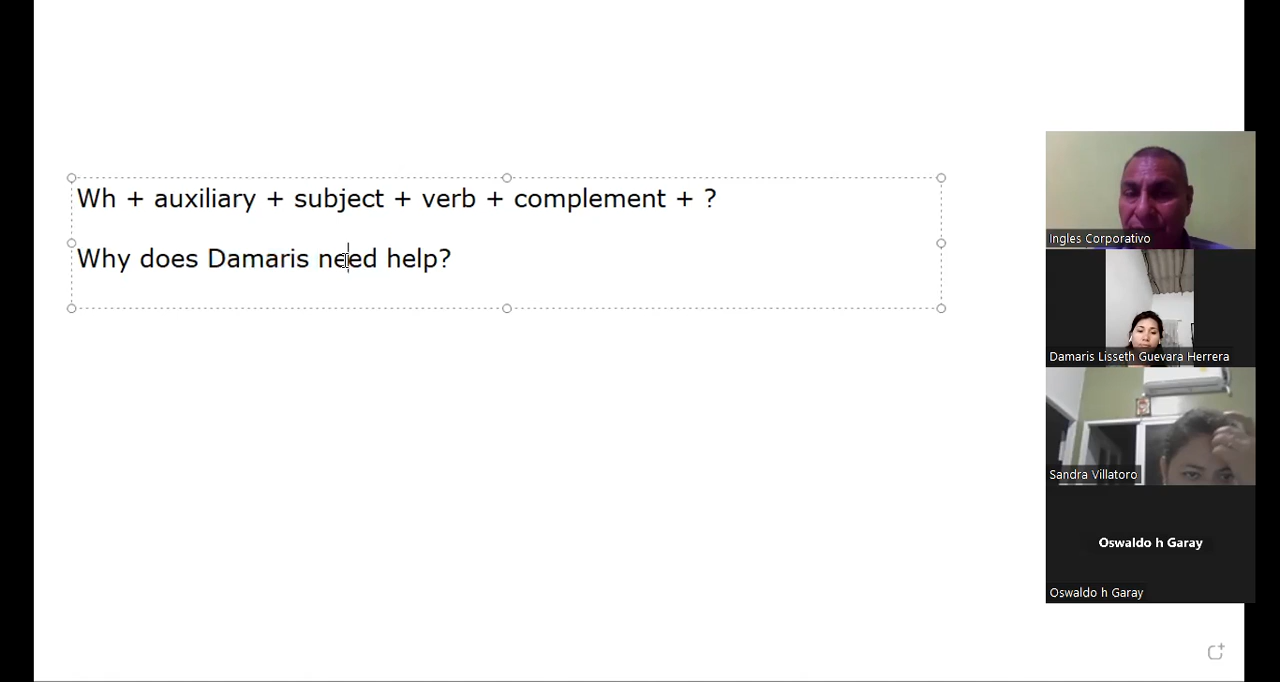 Wh + auxiliary + subject + verb + complement + ?
Why does Damaris need help?
Ingles Corporativo
Damaris Lisseth Guevara Herrera
Sandra Villatoro
Oswaldo h Garay
Oswaldo h Garay